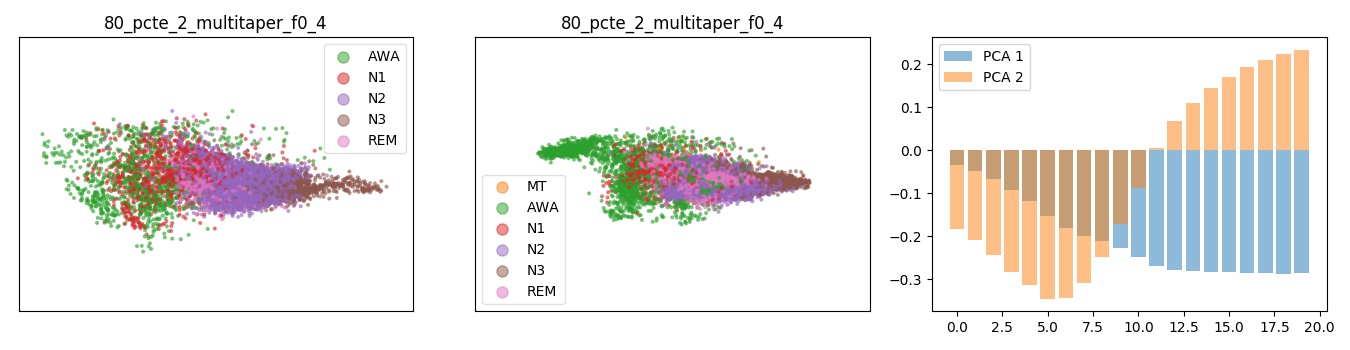 80_pcte_2_multitaper_f0_4
AWA
N1
N2
N3
REM
80_pcte_2_multitaper_f0_4
MT
AWA
N1
N2
N3
REM
PCA 1
PCA 2
0.2
0.1
0.0
−0.1
−0.2
−0.3
0.0 2.5 5.0 7.5 10.0 12.5 15.0 17.5 20.0